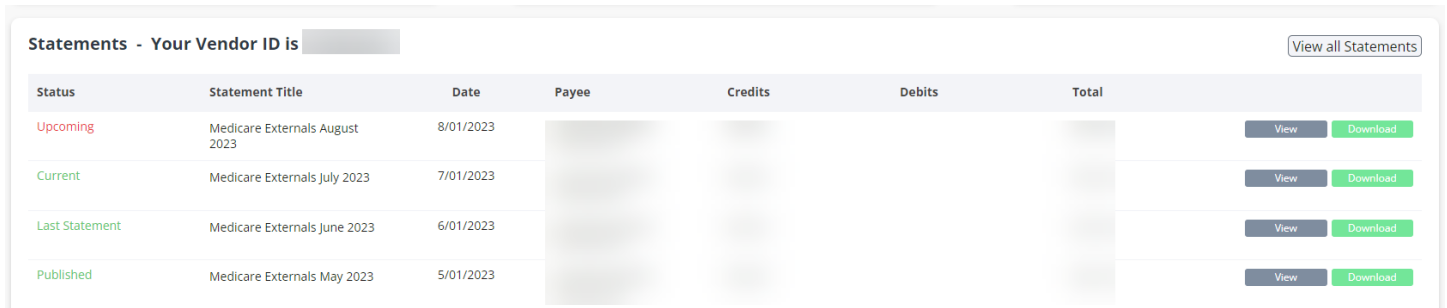 Statements - Your Vendor ID is
View all Statements
Status Statement Title Date Payee Credits Debits Total
Upcoming Medicare Externals August 8/01/2023 View Download
2023
Current Medicare Externals July 2023 7/01/2023 View Download
Last Statement Medicare Externals June 2023 6/01/2023 View Download
Published Medicare Externals May 2023 5/01/2023 View Download